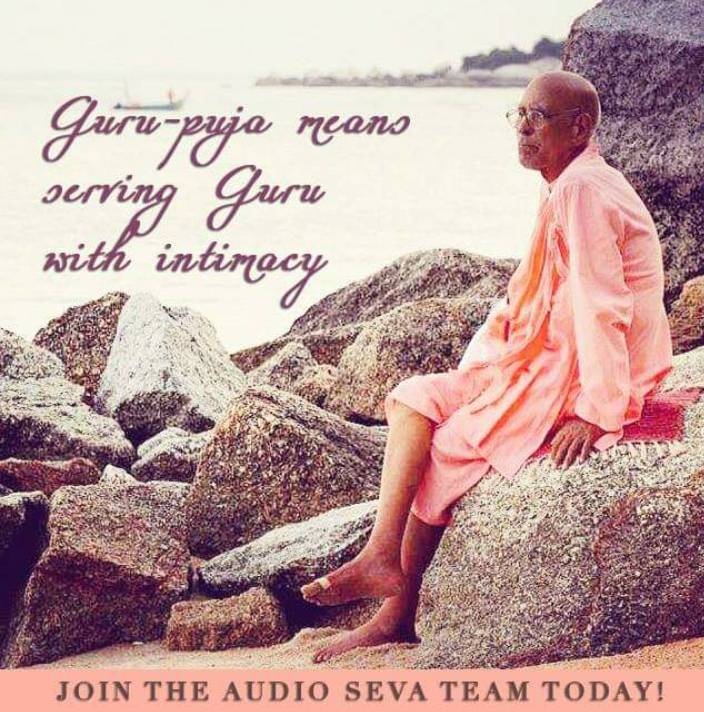 Guru-puja means
serving Guru
with intimacy
JOIN THE AUDIO SEVA TEAM TODAY!